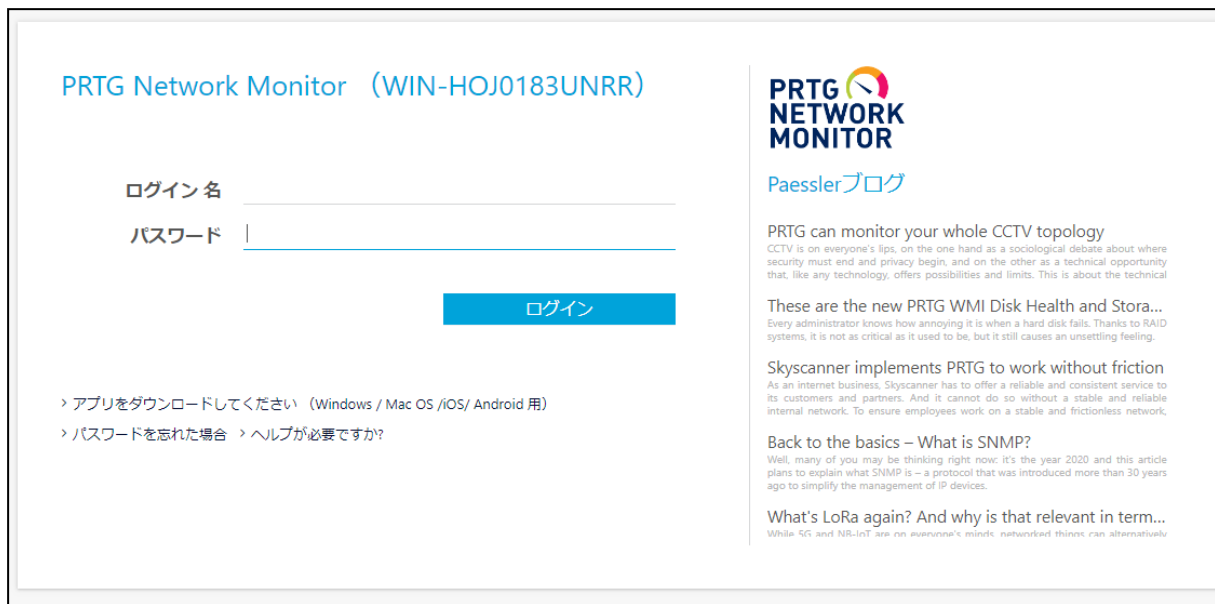 PRTG Network Monitor （WIN-HOJ0183UNRR）
ログイン 名
パスワード
ログイン
> アプリをダウンロードしてください （Windows / Mac OS /iOS/ Android 用）
> パスワードを忘れた場合 > ヘルプが必要ですか?
PRTG
NETWORK
MONITOR
Paesslerブログ
PRTG can monitor your whole CCTV topology
CCTV is on everyone's lips, on the one hand as a sociological debate about where
security must end and privacy begin, and on the other as a technical opportunity
that, like any technology, offers possibilities and limits. This is about the technical
These are the new PRTG WMI Disk Health and Stora...
Every administrator knows how annoying it is when a hard disk fails. Thanks to RAID
systems, it is not as critical as it used to be, but it still causes an unsettling feeling.
Skyscanner implements PRTG to work without friction
As an internet business, Skyscanner has to offer a reliable and consistent service to
its customers and partners. And it cannot do so without a stable and reliable
internal network. To ensure employees work on a stable and frictionless network,
Back to the basics – What is SNMP?
Well, many of you may be thinking right now: it's the year 2020 and this article
plans to explain what SNMP is – a protocol that was introduced more than 30 years
ago to simplify the management of IP devices.
What's LoRa again? And why is that relevant in term...
While 5G and NB-IoT are on everyone's minds, networked things can alternatively